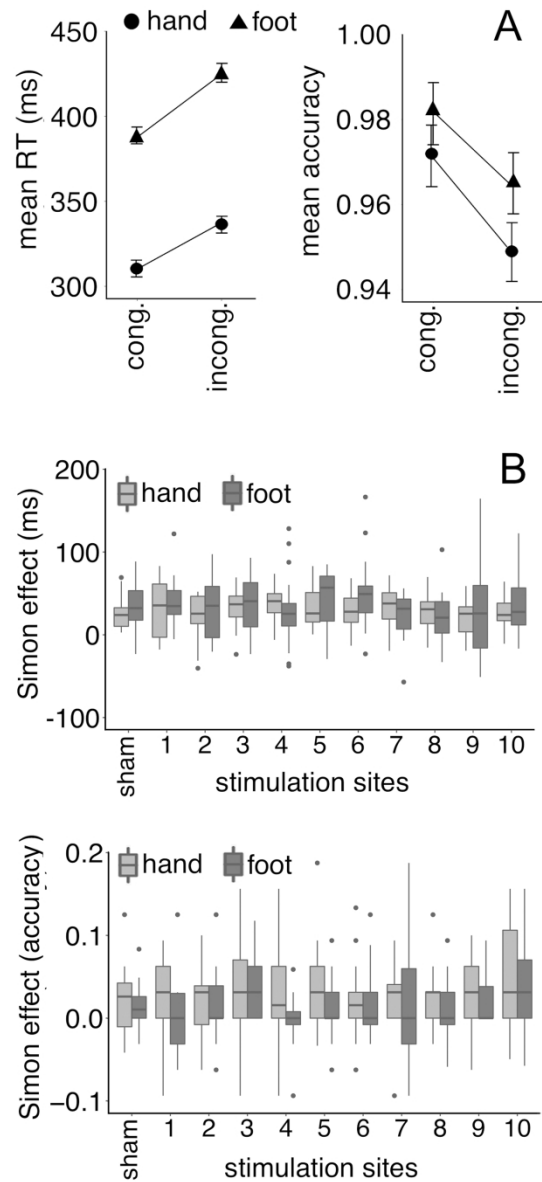 hand foot A
mean RT (ms)
450
400
350
300
cong. incong.
mean accuracy
1.00
0.98
0.96
0.94
cong. incong.
B
hand foot
Simon effect (ms)
200
100
0
-100
sham 1 2 3 4 5 6 7 8 9 10
stimulation sites
hand foot
Simon effect (accuracy)
0.2
0.1
0.0
−0.1
sham 1 2 3 4 5 6 7 8 9 10
stimulation sites